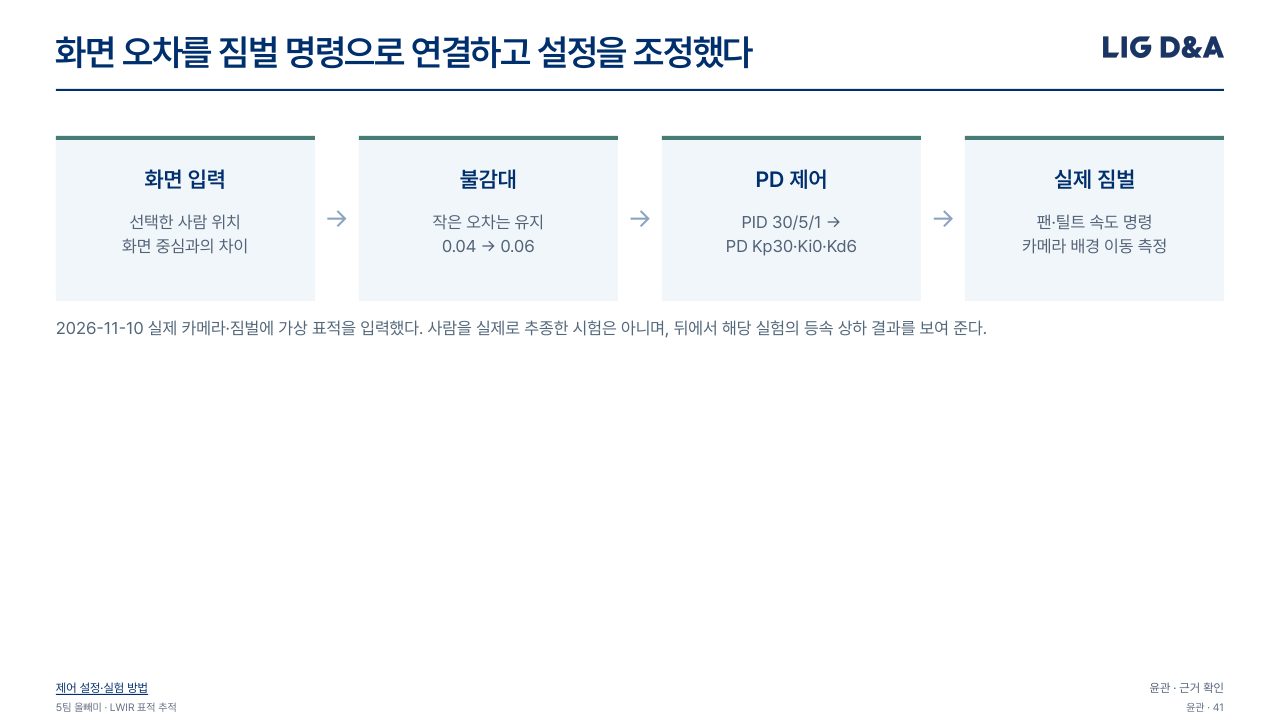 화면 오차를 짐벌 명령으로 연결하고 설정을 조정했다
LIG D&A
화면 입력
선택한 사람 위치
화면 중심과의 차이
→
불감대
작은 오차는 유지
0.04 → 0.06
→
PD 제어
PID 30/5/1 →
PD Kp30·Ki0·Kd6
→
실제 짐벌
팬·틸트 속도 명령
카메라 배경 이동 측정
2026-11-10 실제 카메라·짐벌에 가상 표적을 입력했다. 사람을 실제로 추종한 시험은 아니며, 뒤에서 해당 실험의 등속 상하 결과를 보여 준다.
제어 설정·실험 방법
5팀 올빼미 · LWIR 표적 추적
윤관 · 근거 확인
윤관 · 41